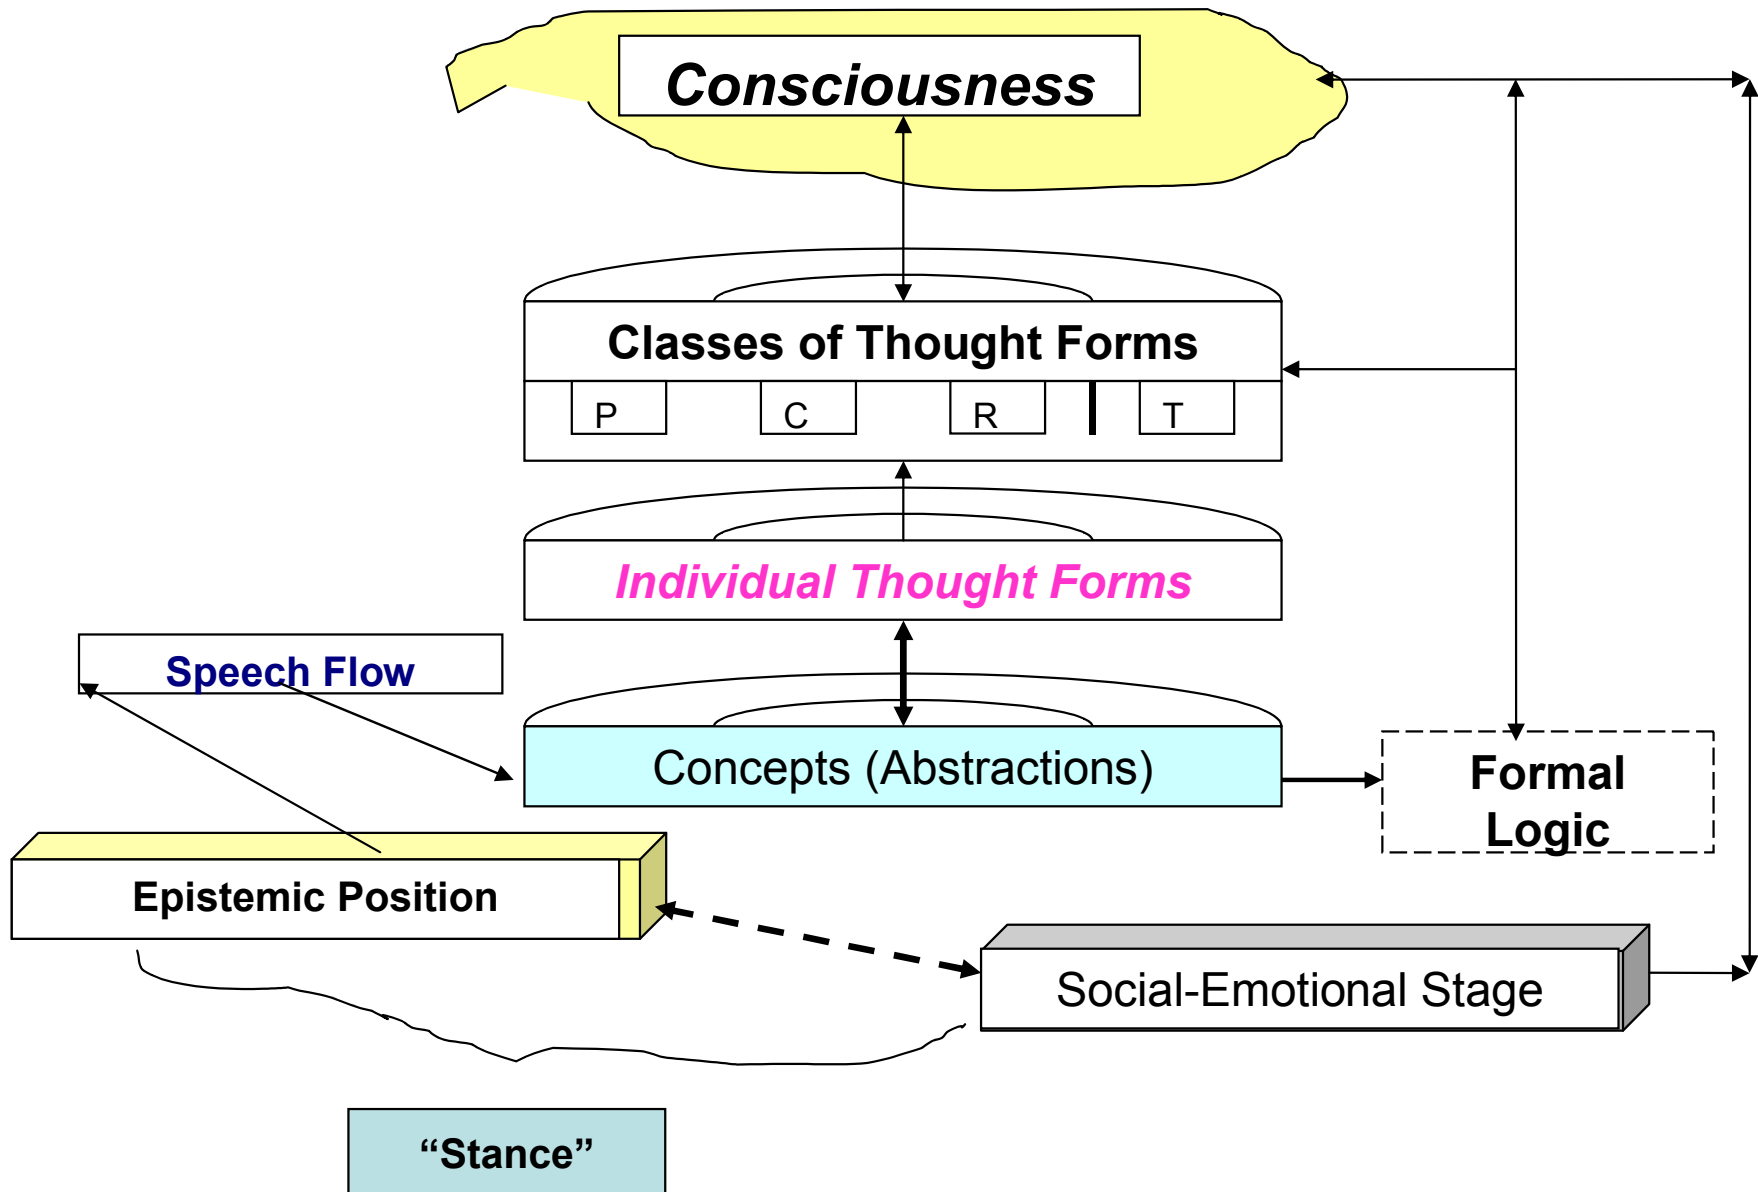 Consciousness
Classes of Thought Forms
P C R T
Individual Thought Forms
Speech Flow
Concepts (Abstractions)
Formal
Logic
Epistemic Position
Social-Emotional Stage
“Stance”